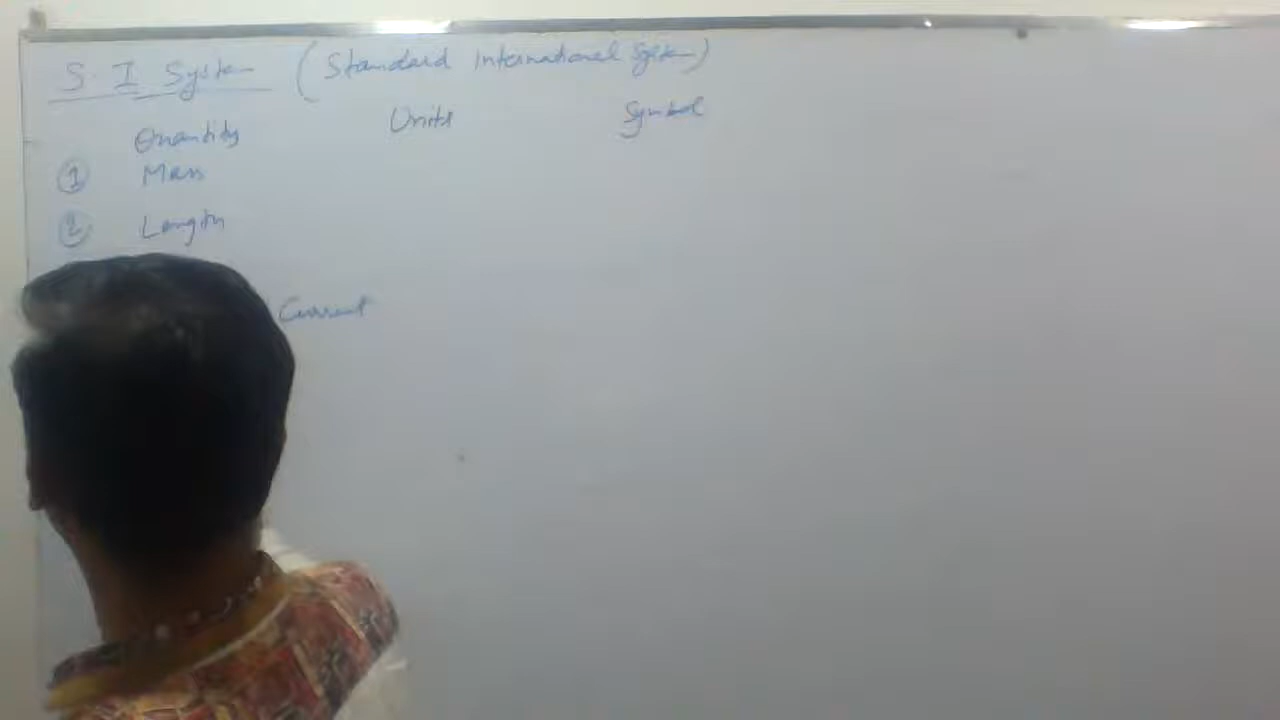 S.I System (Standard International System)
Quantity Units Symbol
① Mass
② Length
Current